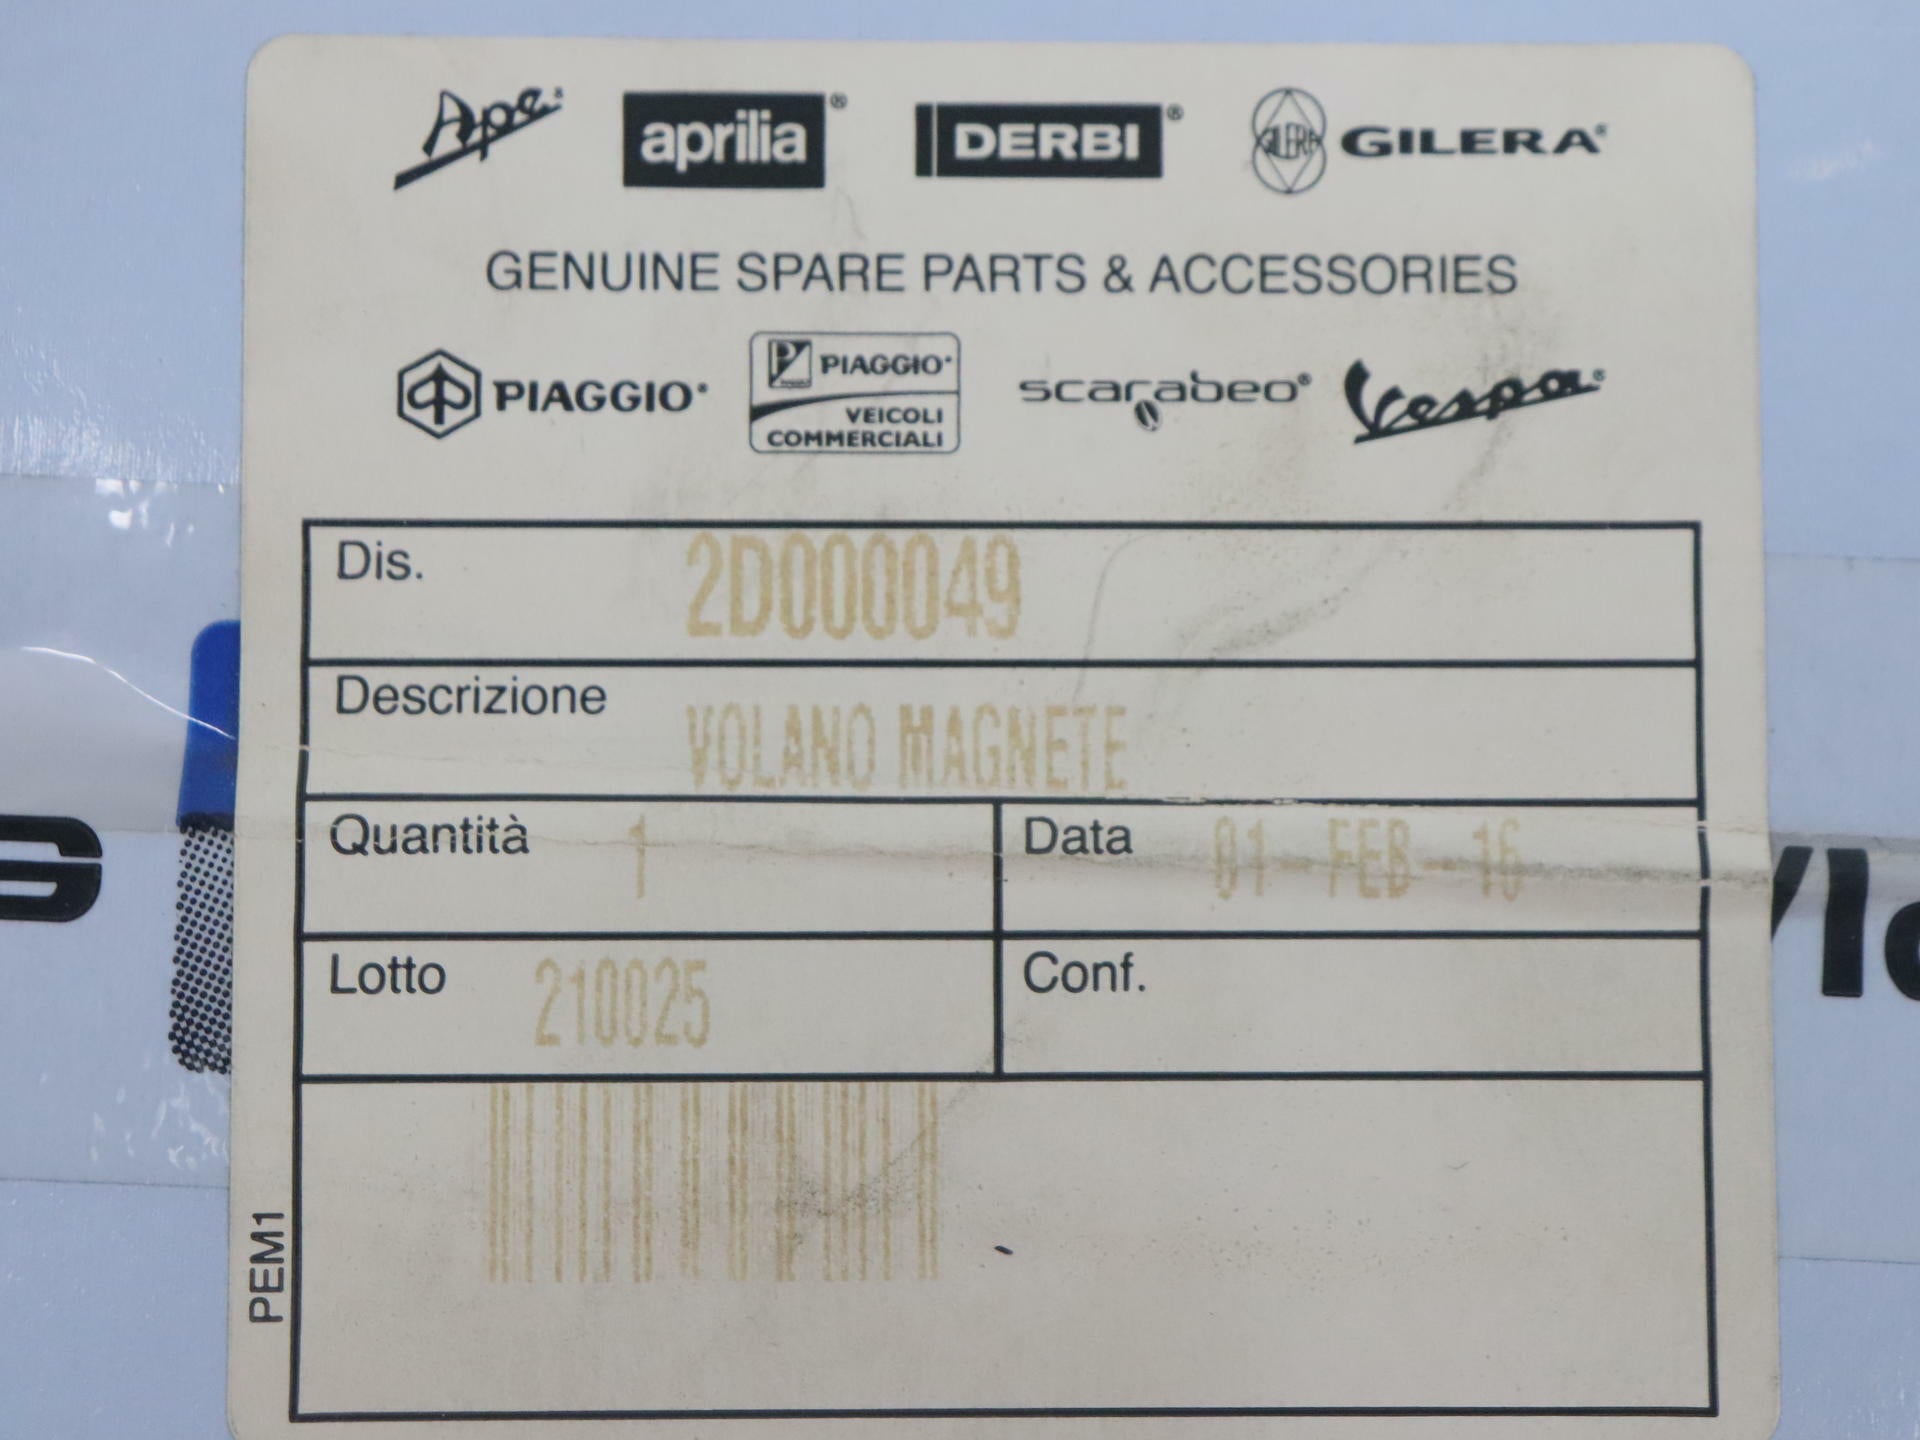 Ape®
aprilia®
DERBI®
GILERA GILERA®
GENUINE SPARE PARTS & ACCESSORIES
PIAGGIO®
PIAGGIO®
VEICOLI
COMMERCIALI
scarabeo®
Vespa®
Dis. 2D000049
Descrizione VOLANO MAGNETE
Quantità 1 Data 01-FEB-16
Lotto 210025 Conf.
PEM1